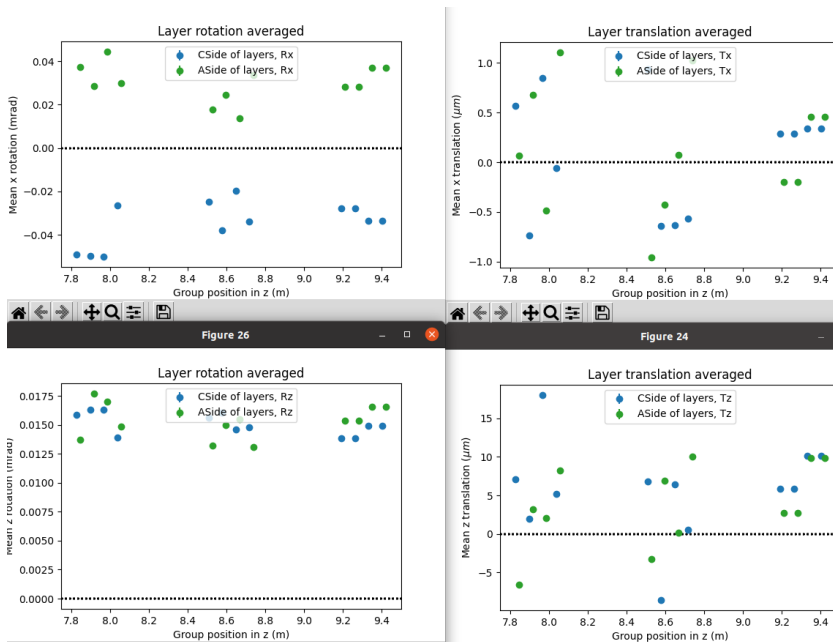 Layer rotation averaged
CSide of layers, Rx
ASide of layers, Rx
Mean x rotation (mrad)
0.04
0.02
0.00
−0.02
−0.04
7.8 8.0 8.2 8.4 8.6 8.8 9.0 9.2 9.4
Group position in z (m)
Layer translation averaged
CSide of layers, Tx
ASide of layers, Tx
Mean x translation (μm)
1.0
0.5
0.0
−0.5
−1.0
7.8 8.0 8.2 8.4 8.6 8.8 9.0 9.2 9.4
Group position in z (m)
Figure 26
Layer rotation averaged
CSide of layers, Rz
ASide of layers, Rz
Mean z rotation (mrad)
0.0175
0.0150
0.0125
0.0100
0.0075
0.0050
0.0025
0.0000
7.8 8.0 8.2 8.4 8.6 8.8 9.0 9.2 9.4
Group position in z (m)
Figure 24
Layer translation averaged
CSide of layers, Tz
ASide of layers, Tz
Mean z translation (μm)
15
10
5
0
−5
7.8 8.0 8.2 8.4 8.6 8.8 9.0 9.2 9.4
Group position in z (m)